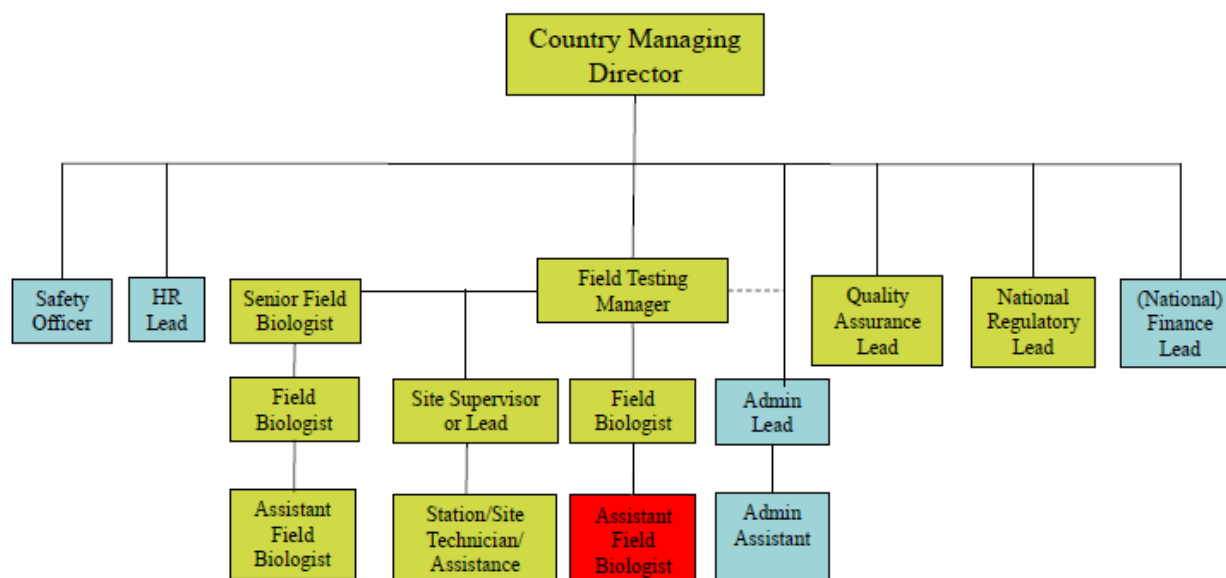 Country Managing
Director
Safety
Officer
HR
Lead
Senior Field
Biologist
Field Testing
Manager
Quality
Assurance
Lead
National
Regulatory
Lead
(National)
Finance
Lead
Field
Biologist
Site Supervisor
or Lead
Field
Biologist
Admin
Lead
Assistant
Field
Biologist
Station/Site
Technician/
Assistance
Assistant
Field
Biologist
Admin
Assistant